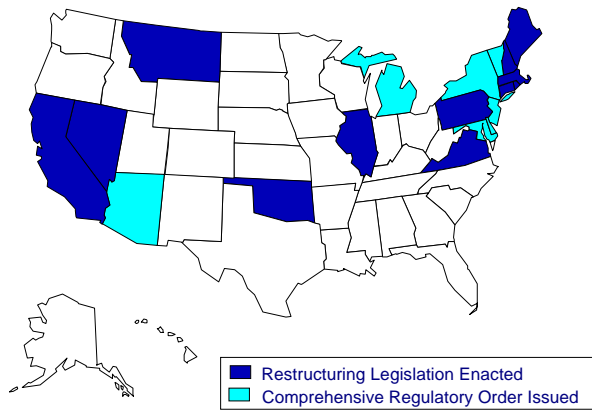 Restructuring Legislation Enacted
Comprehensive Regulatory Order Issued